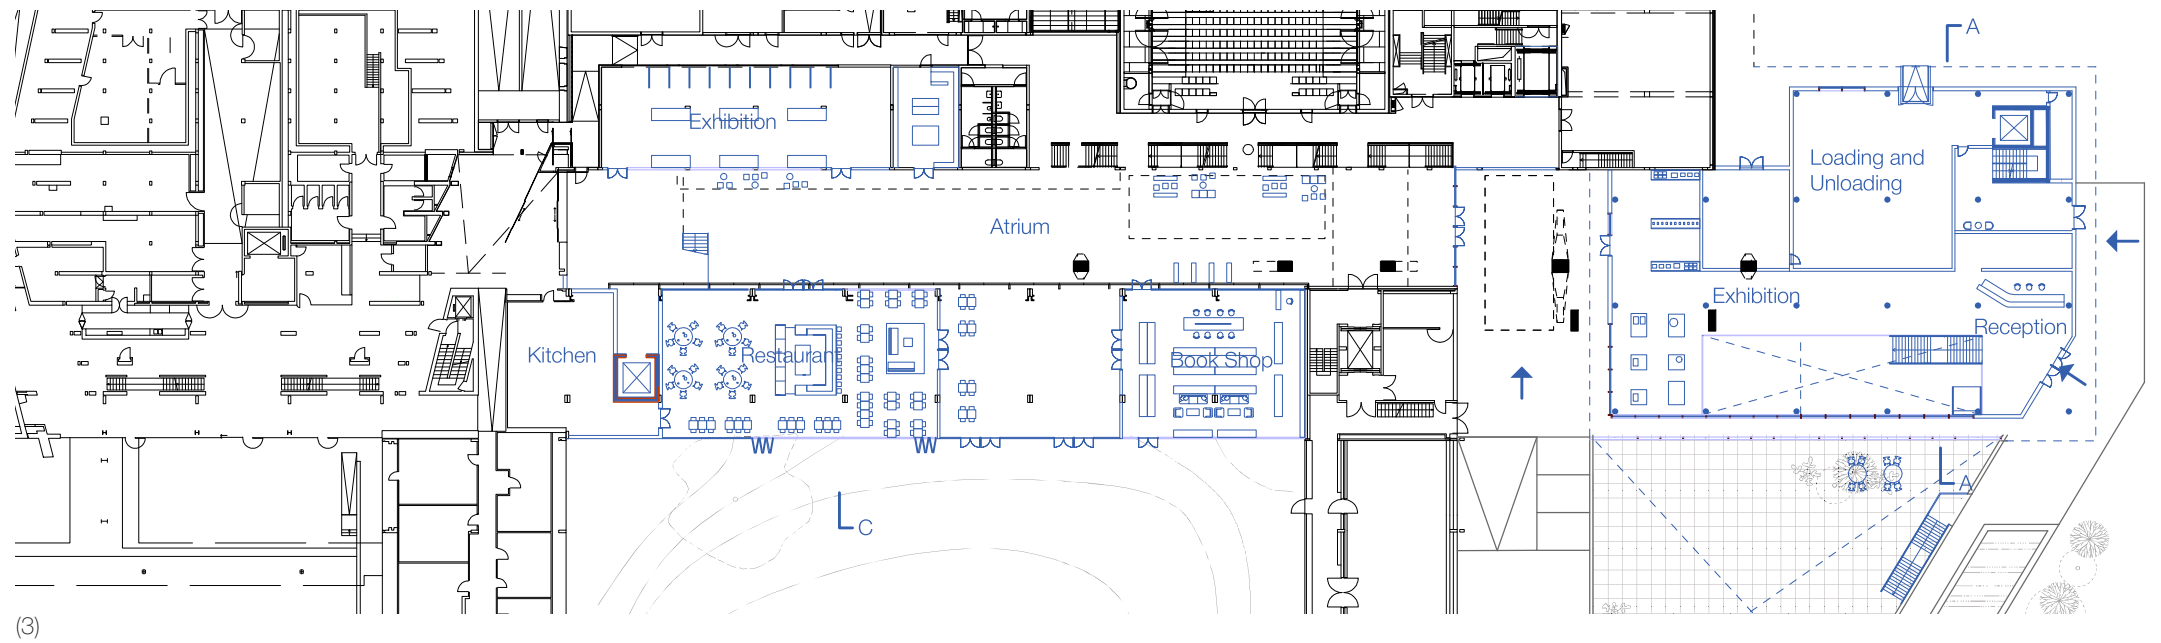 A
Exhibition
Loading and
Unloading
Atrium
Exhibition
Reception
Kitchen
Restaurant
Book Shop
A
C
(3)